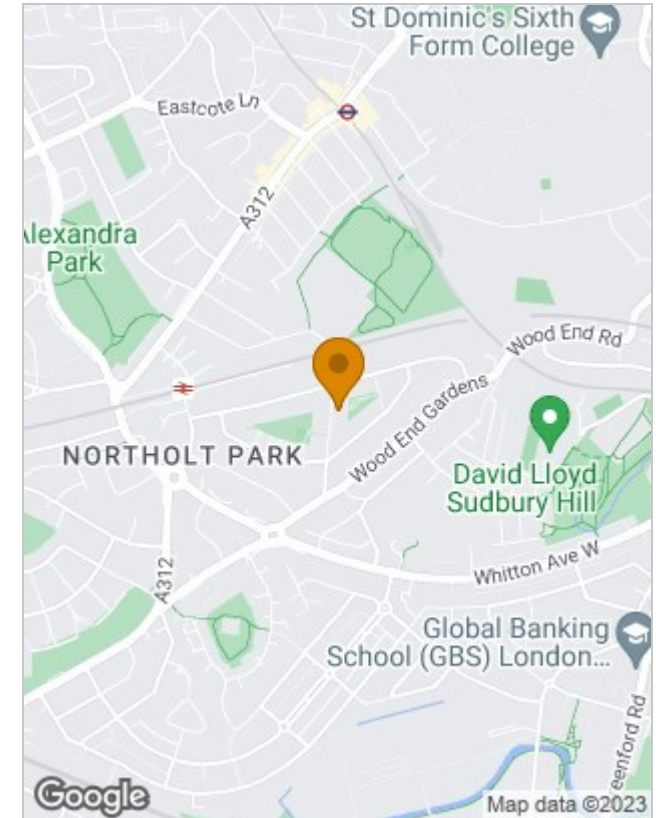 St Dominic's Sixth
Form College
Eastcote Ln
A312
Alexandra
Park
Wood End Rd
Wood End Gardens
NORTHOLT PARK
David Lloyd
Sudbury Hill
Whitton Ave W
A312
Global Banking
School (GBS) London...
eenford Rd
Google
Map data ©2023